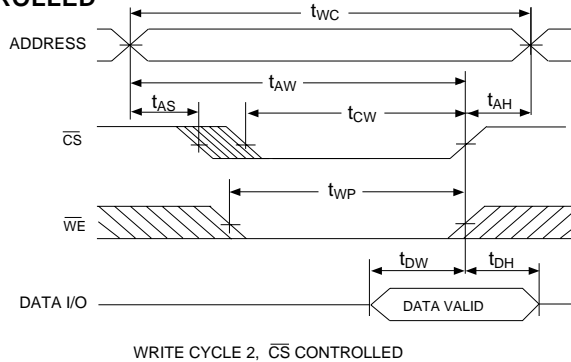 ROLLED
tWC
ADDRESS
tAW
tAS
tCW
tAH
CS
tWP
WE
tDW
tDH
DATA I/O
DATA VALID
WRITE CYCLE 2, CS CONTROLLED